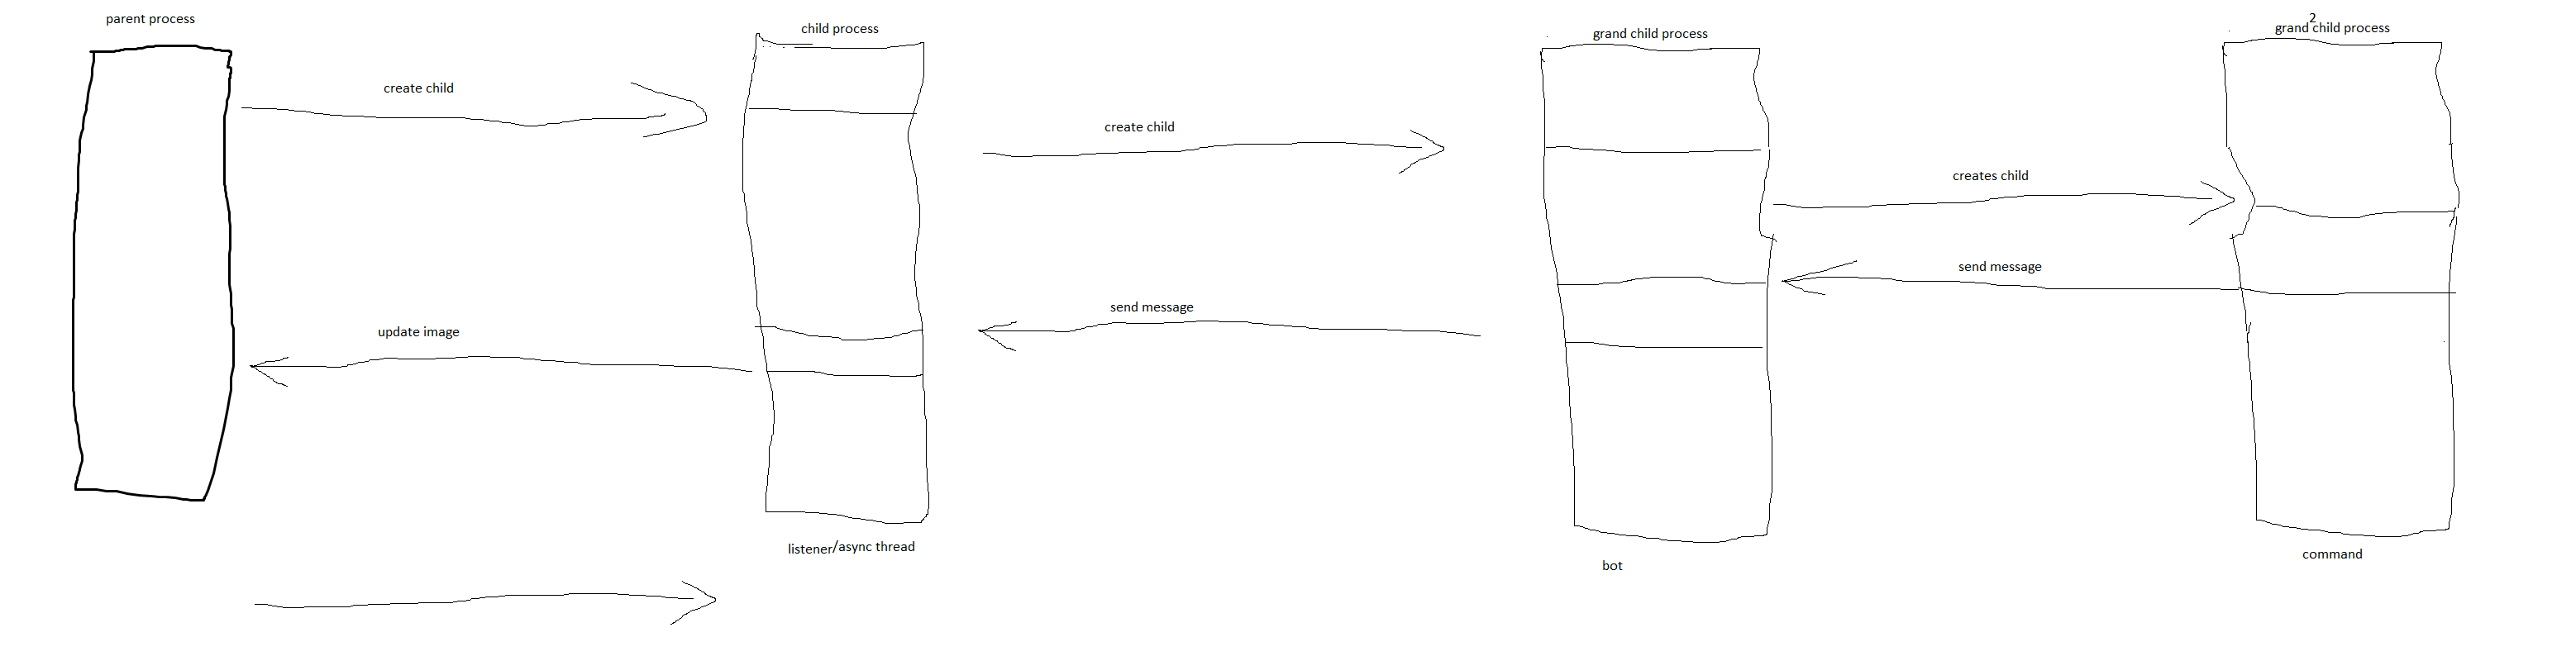 parent process
child process
grand child process
2
grand child process
create child
create child
creates child
send message
send message
update image
listener/async thread
bot
command